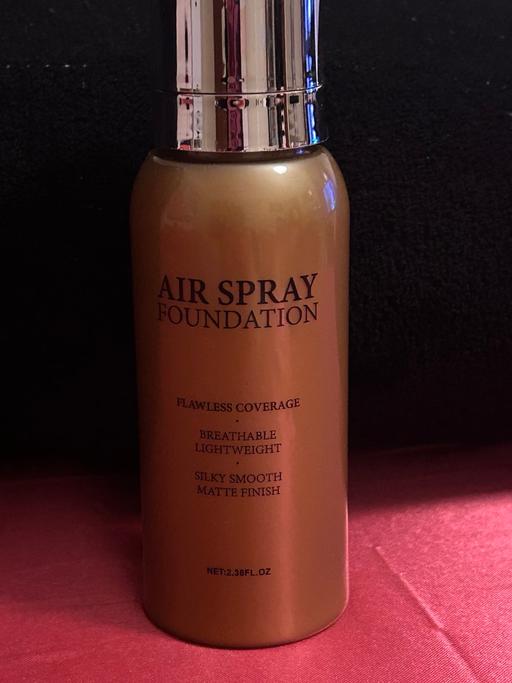 AIR SPRAY
FOUNDATION
FLAWLESS COVERAGE
BREATHABLE
LIGHTWEIGHT
SILKY SMOOTH
MATTE FINISH
NET:2.38FL.OZ